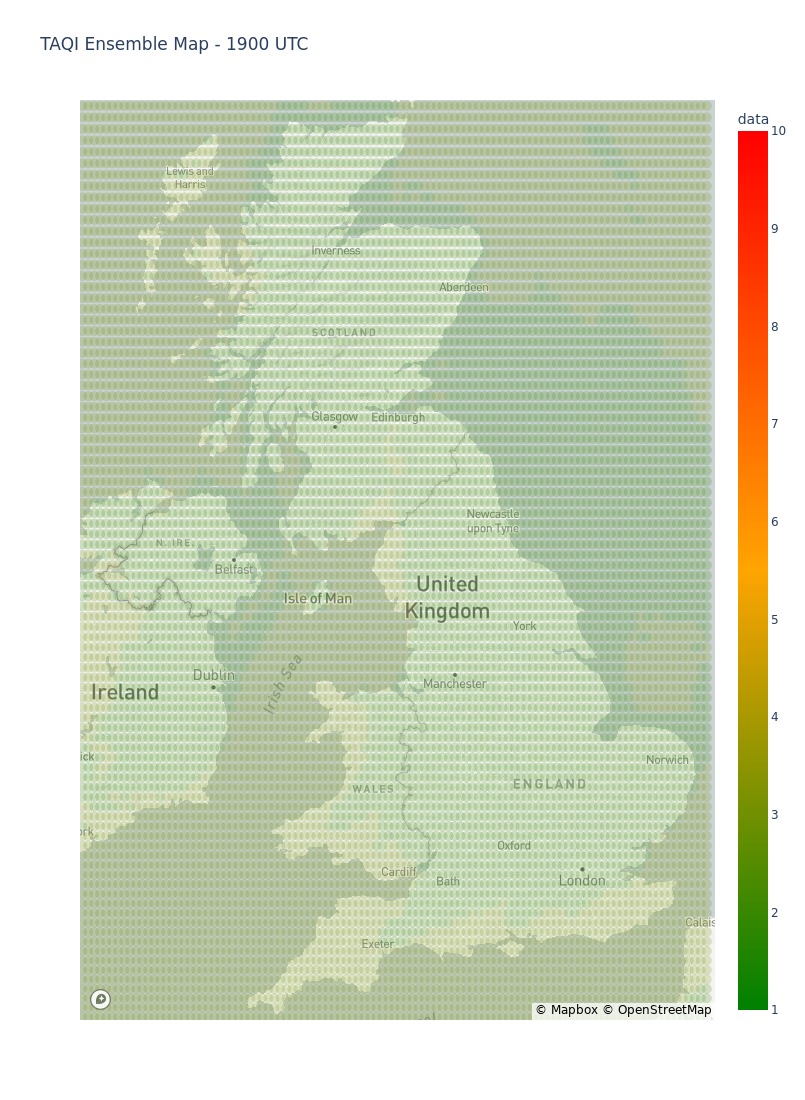 TAQI Ensemble Map - 1900 UTC
data
10
9
8
7
6
5
4
3
2
1
Lewis and
Harris
Inverness
Aberdeen
SCOTLAND
Glasgow
Edinburgh
Newcastle
upon Tyne
N. IRE.
Belfast
United
Kingdom
Isle of Man
York
Dublin
Manchester
Irish Sea
Ireland
ick
Norwich
ENGLAND
WALES
ork
Oxford
Cardiff
Bath
London
Calais
Exeter
© Mapbox © OpenStreetMap